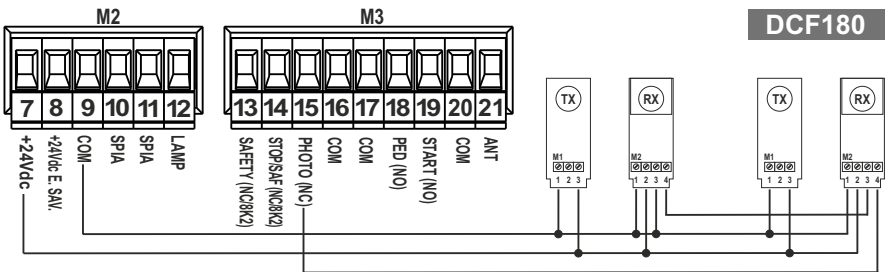 M2 M3 DCF180
7 8 9 10 11 12 13 14 15 16 17 18 19 20 21
+24Vdc
+24Vdc E. SAV.
COM
SPIA
SPIA
LAMP
SAFETY (NC/8K2)
STOP/SAF (NC/8K2)
PHOTO (NC)
COM
COM
PED (NO)
START (NO)
COM
ANT
TX RX TX RX
M1 M2 M1 M2
1 2 3 1 2 3 4 1 2 3 1 2 3 4